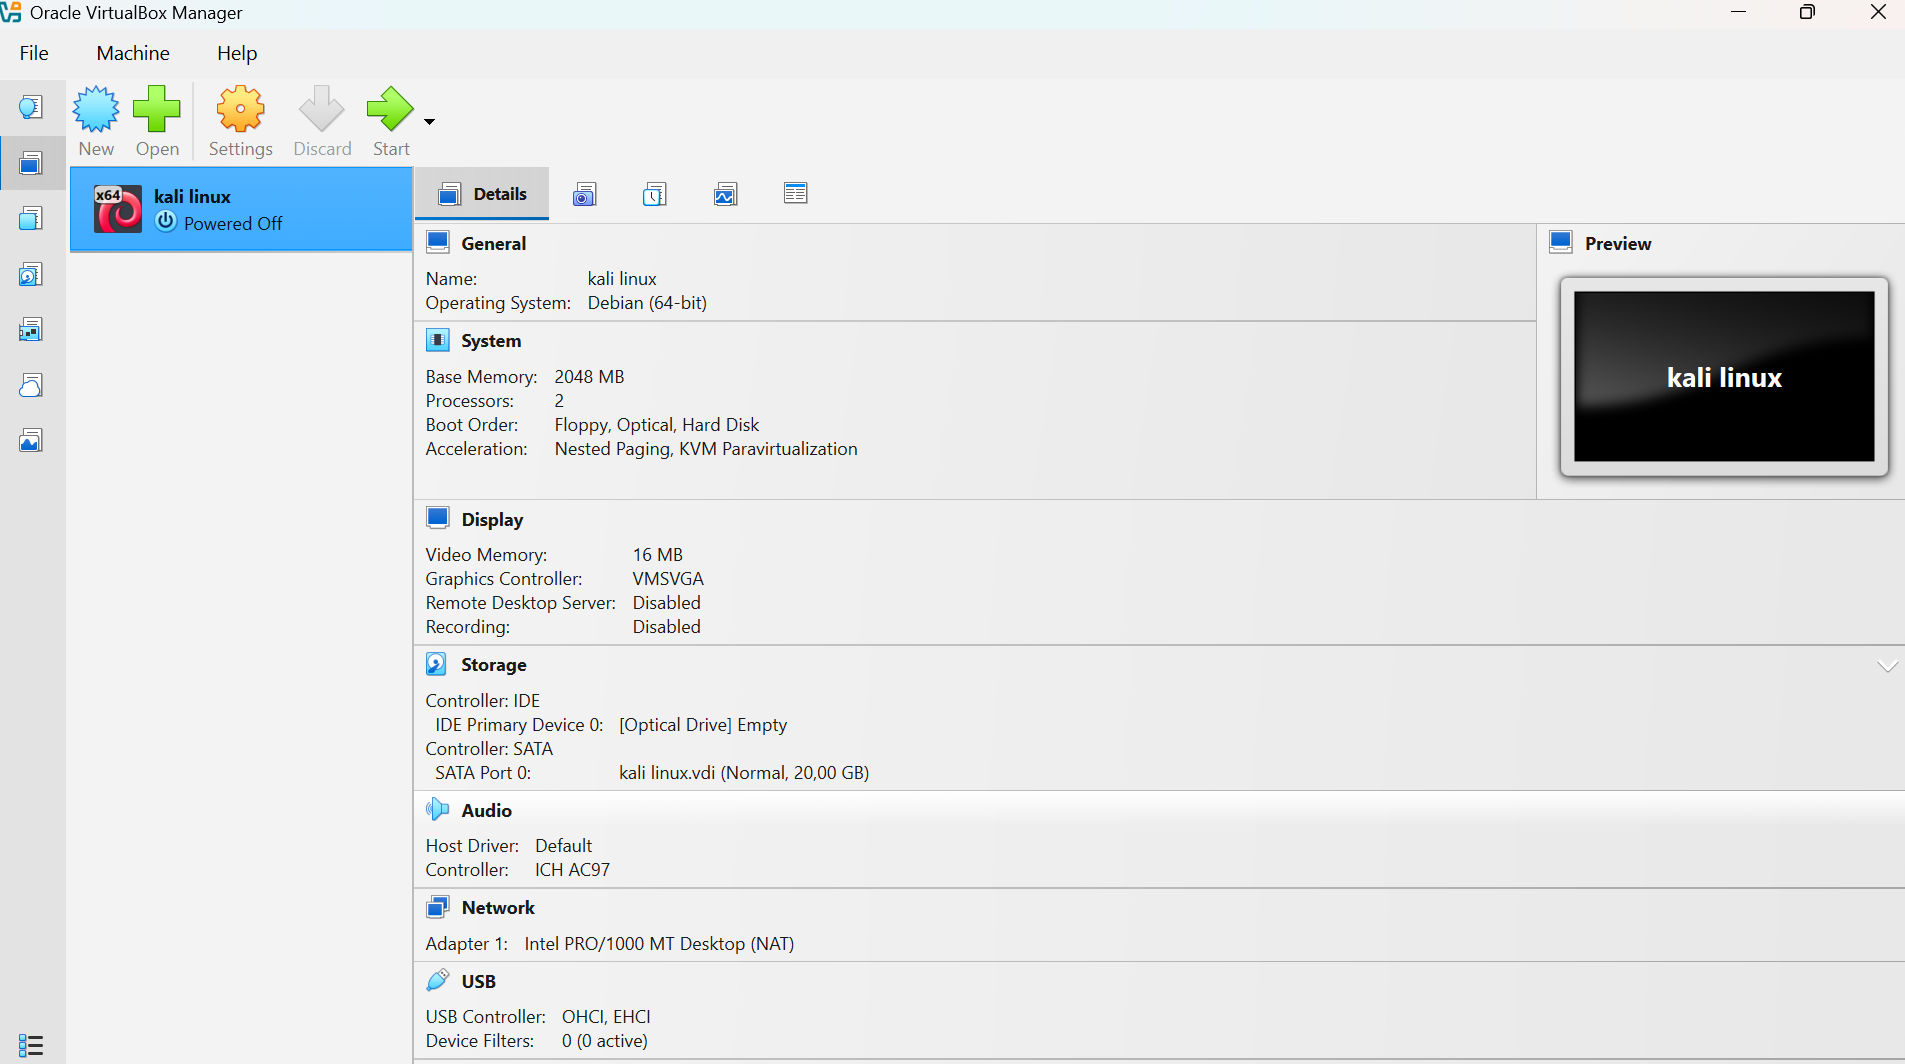 Oracle VirtualBox Manager
File Machine Help
New Open Settings Discard Start
x64 kali linux
Powered Off
Details
General
Name: kali linux
Operating System: Debian (64-bit)
System
Base Memory: 2048 MB
Processors: 2
Boot Order: Floppy, Optical, Hard Disk
Acceleration: Nested Paging, KVM Paravirtualization
Preview
kali linux
Display
Video Memory: 16 MB
Graphics Controller: VMSVGA
Remote Desktop Server: Disabled
Recording: Disabled
Storage
Controller: IDE
IDE Primary Device 0: [Optical Drive] Empty
Controller: SATA
SATA Port 0: kali linux.vdi (Normal, 20,00 GB)
Audio
Host Driver: Default
Controller: ICH AC97
Network
Adapter 1: Intel PRO/1000 MT Desktop (NAT)
USB
USB Controller: OHCI, EHCI
Device Filters: 0 (0 active)